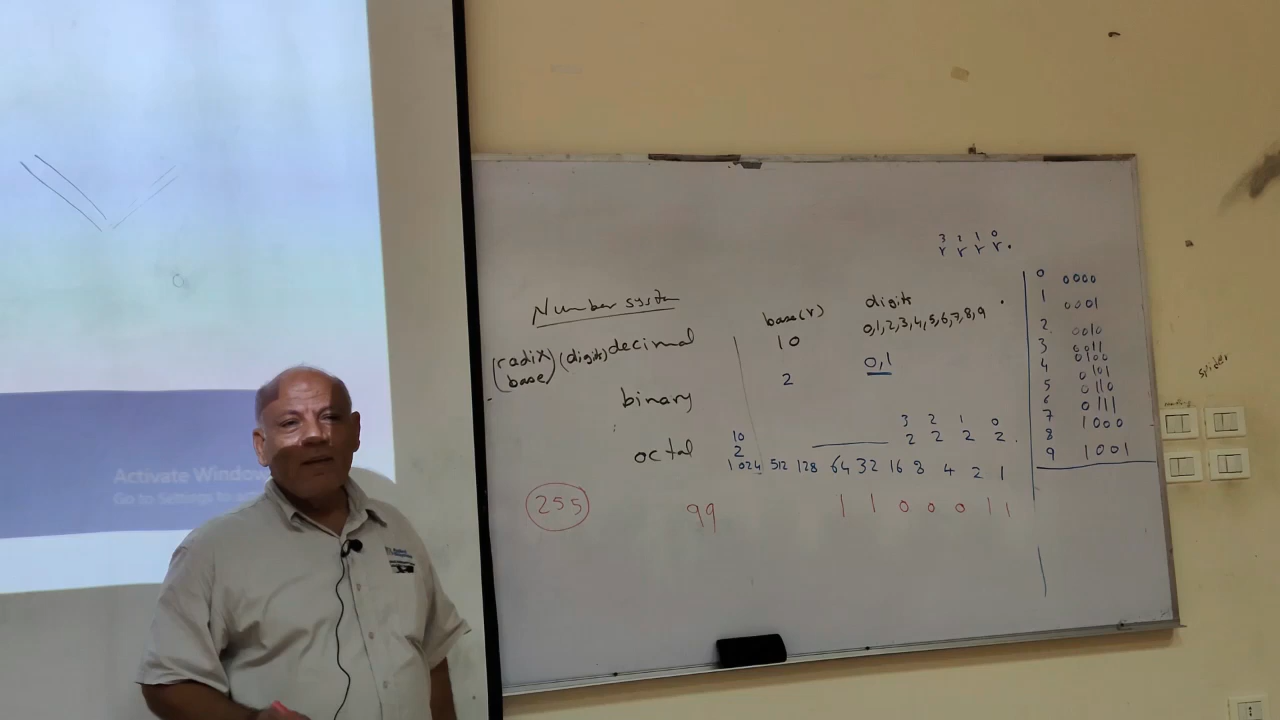 Activate Windows
Go to Settings to
3 2 1 0
r r r r .
Number system
base(r)
digits
(radix base) (digits) decimal
10
0,1,2,3,4,5,6,7,8,9
binary
2
0,1
octal
3 2 1 0
10
2
2 2 2 2 .
1024 512 128 64 32 16 8 4 2 1
255
99
1 1 0 0 0 1 1
0 0000
1 0001
2 0010
3 0011
4 0100
5 0101
6 0110
7 0111
8 1000
9 1001
spider